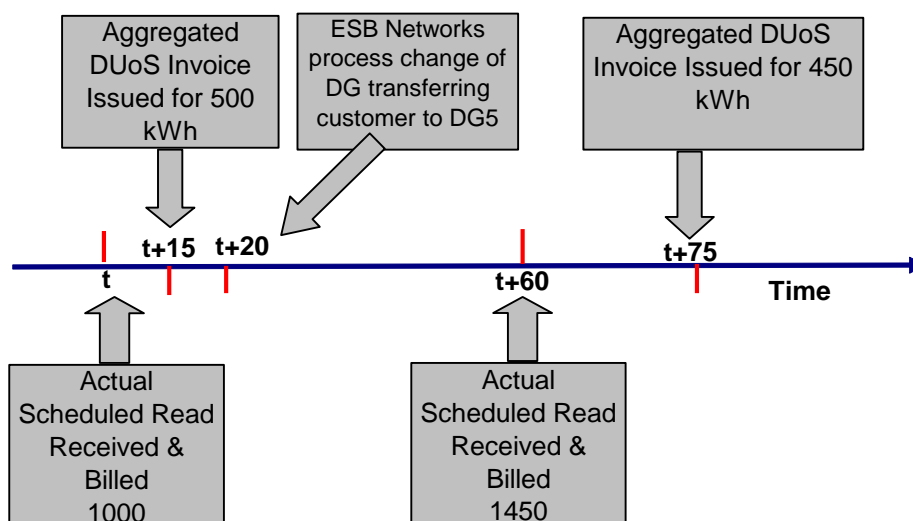 Aggregated
DUoS Invoice
Issued for 500
kWh
ESB Networks
process change of
DG transferring
customer to DG5
Aggregated DUoS
Invoice Issued for 450
kWh
t+15
t+20
t+75
t
t+60
Time
Actual
Scheduled Read
Received &
Billed
1000
Actual
Scheduled Read
Received &
Billed
1450